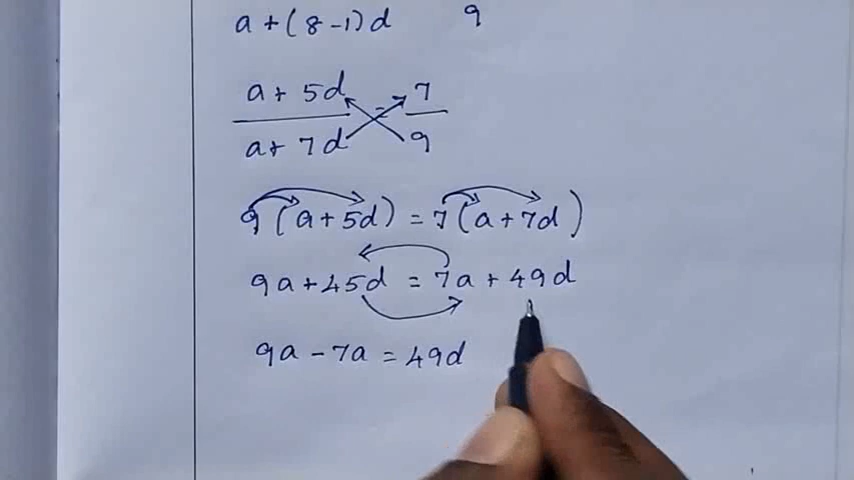 a + (8 - 1) d 9
a + 5d = 7
a + 7d 9
9 (a + 5d) = 7 (a + 7d)
9a + 45d = 7a + 49d
9a - 7a = 49d